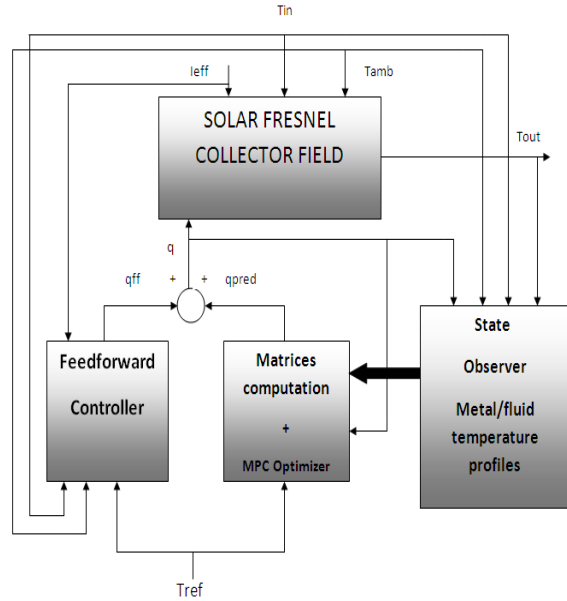 Tin
Ieff
Tamb
SOLAR FRESNEL
COLLECTOR FIELD
Tout
q
qff
+
+
qpred
Feedforward
Controller
Matrices
computation
+
MPC Optimizer
State
Observer
Metal/fluid
temperature
profiles
Tref